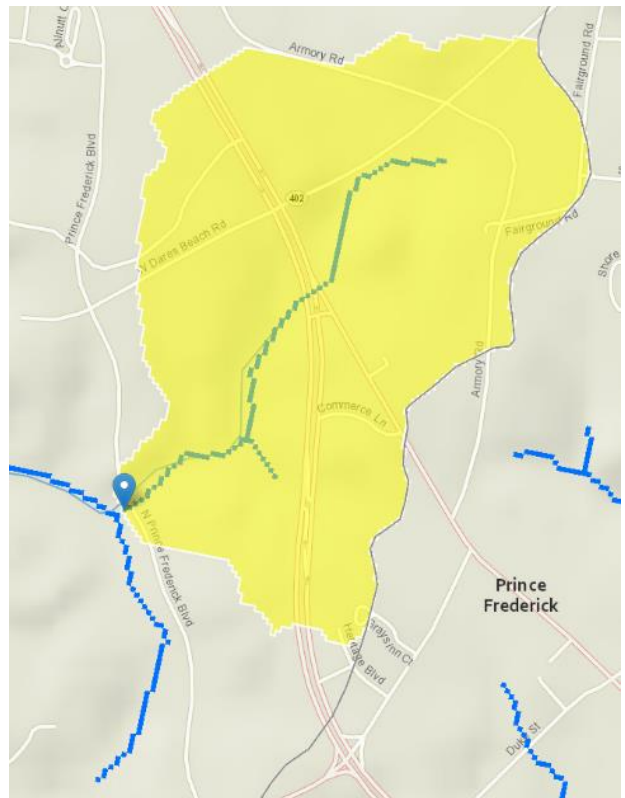 Armory Rd
Fairground Rd
Prince Frederick Blvd
402
W Dares Beach Rd
Fairground Rd
Shore
Armory Rd
Commerce Ln
N Prince Frederick Blvd
Prince
Frederick
Heritage Blvd
Duke St